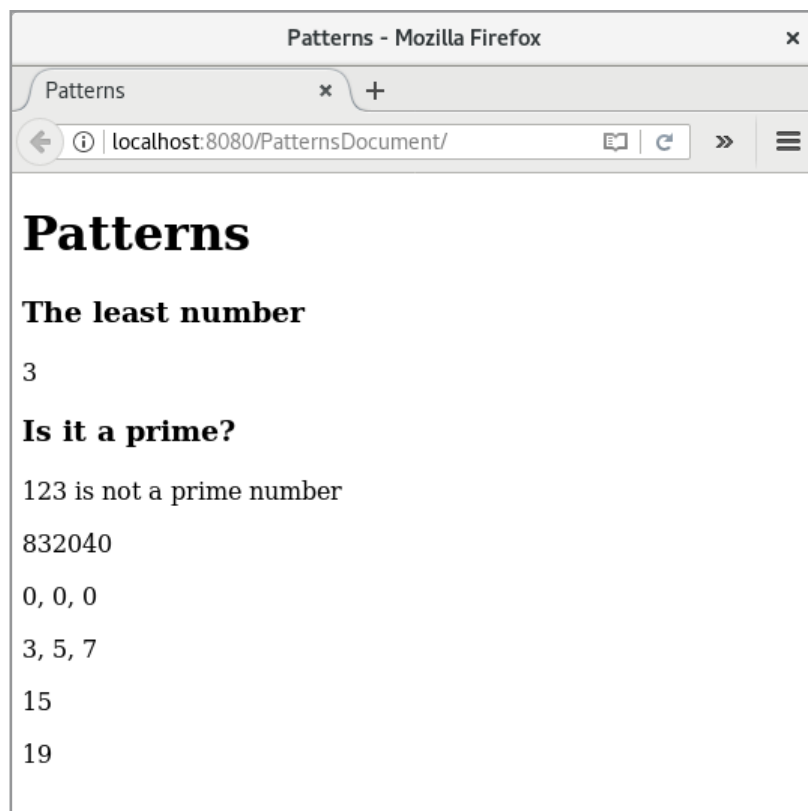 Patterns - Mozilla Firefox
Patterns
localhost:8080/PatternsDocument/
Patterns
The least number
3
Is it a prime?
123 is not a prime number
832040
0, 0, 0
3, 5, 7
15
19